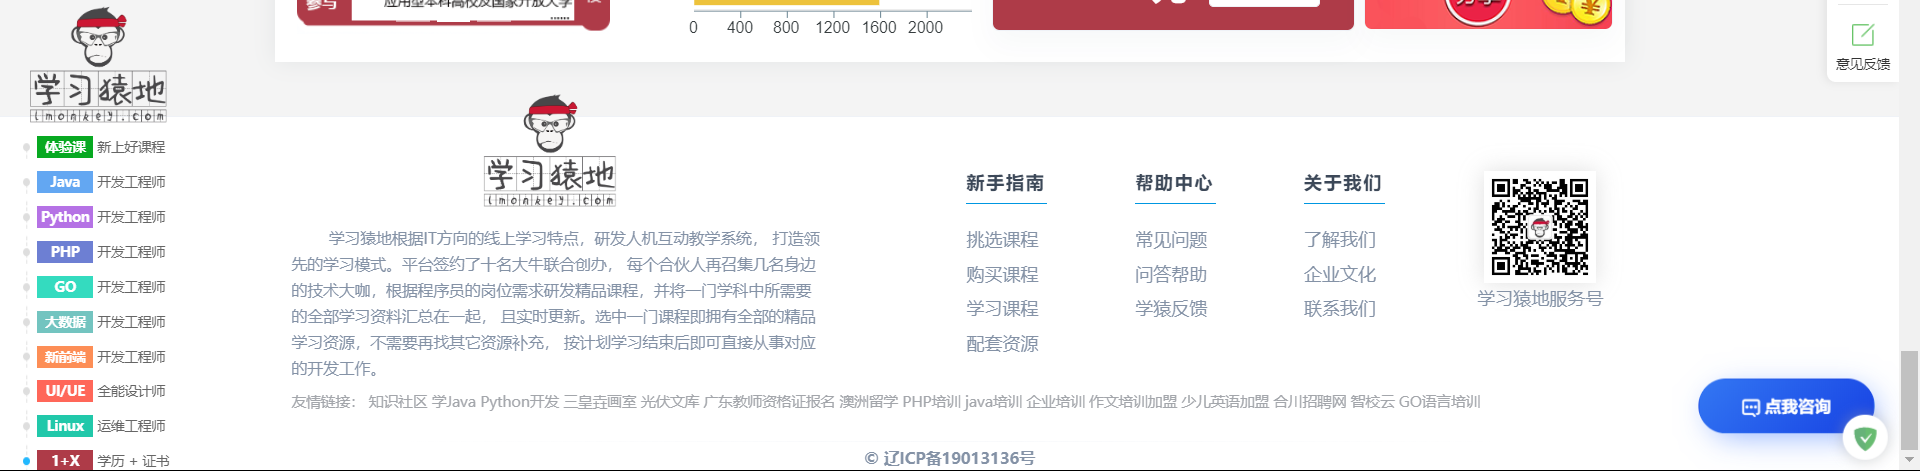 参与
应用型本科高校及国家开放大学
0 400 800 1200 1600 2000
意见反馈
学习猿地
lmonkey.com
体验课 新上好课程
Java 开发工程师
Python 开发工程师
PHP 开发工程师
GO 开发工程师
大数据 开发工程师
新前端 开发工程师
UI/UE 全能设计师
Linux 运维工程师
1+X 学历 + 证书
学习猿地
lmonkey.com
学习猿地根据IT方向的线上学习特点，研发人机互动教学系统， 打造领
先的学习模式。平台签约了十名大牛联合创办， 每个合伙人再召集几名身边
的技术大咖，根据程序员的岗位需求研发精品课程，并将一门学科中所需要
的全部学习资料汇总在一起， 且实时更新。选中一门课程即拥有全部的精品
学习资源，不需要再找其它资源补充， 按计划学习结束后即可直接从事对应
的开发工作。
新手指南
挑选课程
购买课程
学习课程
配套资源
帮助中心
常见问题
问答帮助
学猿反馈
关于我们
了解我们
企业文化
联系我们
学习猿地服务号
友情链接： 知识社区 学Java Python开发 三皇垚画室 光伏文库 广东教师资格证报名 澳洲留学 PHP培训 java培训 企业培训 作文培训加盟 少儿英语加盟 合川招聘网 智校云 GO语言培训
点我咨询
© 辽ICP备19013136号